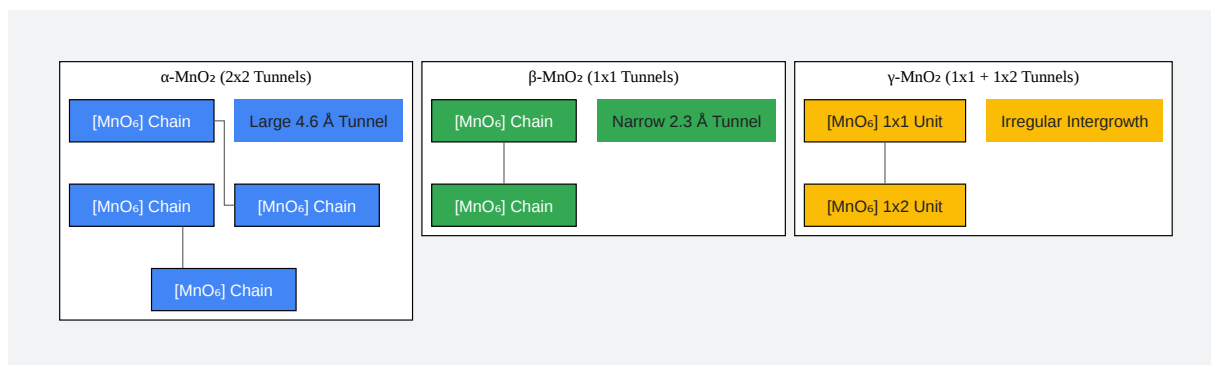 α-MnO₂ (2x2 Tunnels)
[MnO₆] Chain
Large 4.6 Å Tunnel
[MnO₆] Chain
[MnO₆] Chain
[MnO₆] Chain
β-MnO₂ (1x1 Tunnels)
[MnO₆] Chain
Narrow 2.3 Å Tunnel
[MnO₆] Chain
γ-MnO₂ (1x1 + 1x2 Tunnels)
[MnO₆] 1x1 Unit
Irregular Intergrowth
[MnO₆] 1x2 Unit